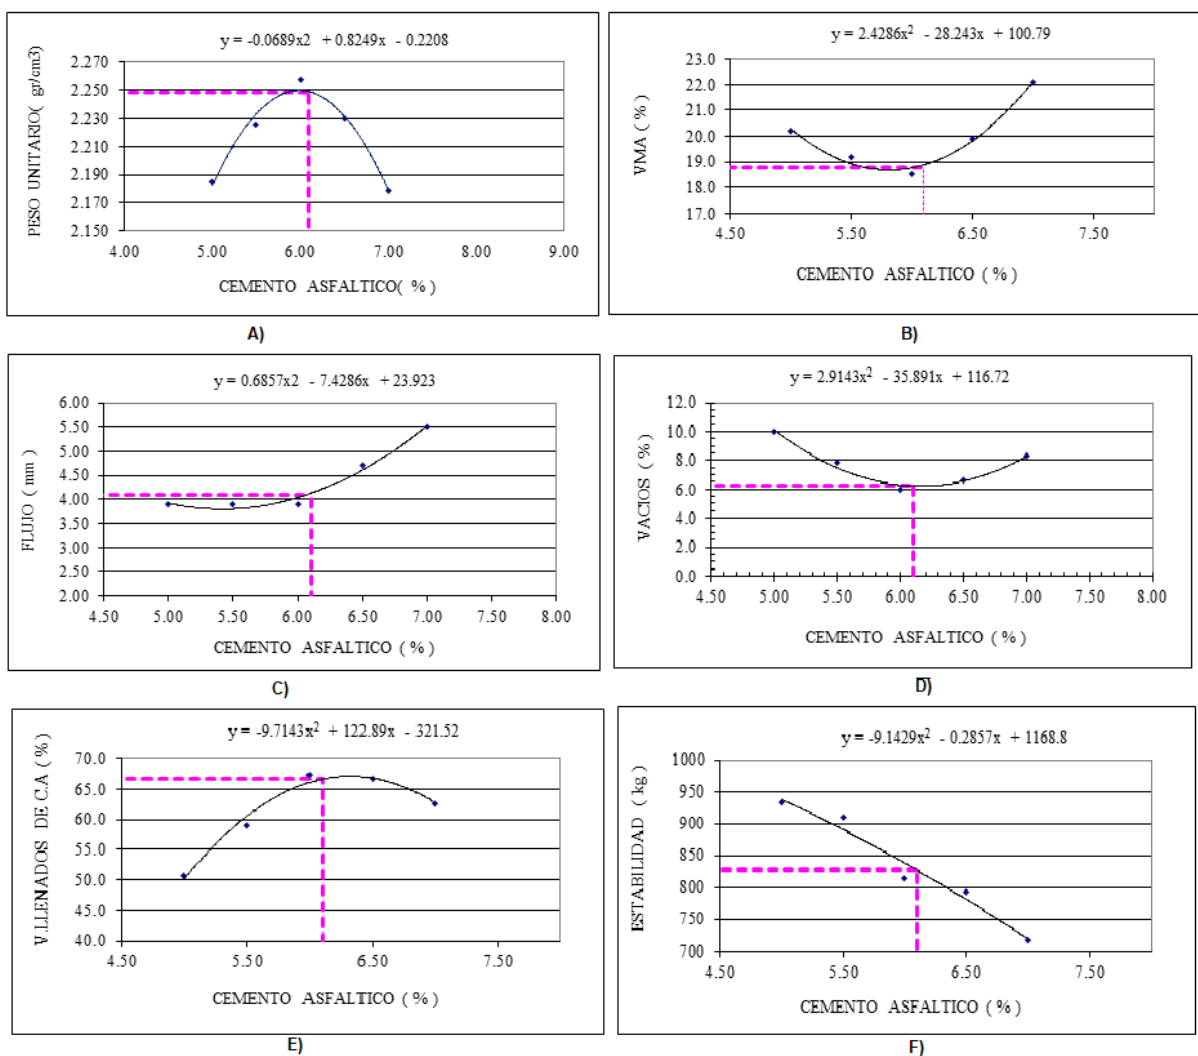 y = -0.0689x2 + 0.8249x - 0.2208
PESO UNITARIO( gr/cm3)
2.270
2.250
2.230
2.210
2.190
2.170
2.150
4.00 5.00 6.00 7.00 8.00 9.00
CEMENTO ASFALTICO( %)
A)
y = 2.4286x² - 28.243x + 100.79
VMA ( %)
23.0
22.0
21.0
20.0
19.0
18.0
17.0
4.50 5.50 6.50 7.50
CEMENTO ASFALTICO ( %)
B)
y = 0.6857x2 - 7.4286x + 23.923
FLUJO ( mm)
6.00
5.50
5.00
4.50
4.00
3.50
3.00
2.50
2.00
4.50 5.00 5.50 6.00 6.50 7.00 7.50 8.00
CEMENTO ASFALTICO ( %)
C)
y = 2.9143x² - 35.891x + 116.72
VACIOS ( %)
12.0
10.0
8.0
6.0
4.0
2.0
0.0
4.50 5.00 5.50 6.00 6.50 7.00 7.50 8.00
CEMENTO ASFALTICO ( %)
D)
y = -9.7143x² + 122.89x - 321.52
V.LLENADOS DE C.A ( %)
70.0
65.0
60.0
55.0
50.0
45.0
40.0
4.50 5.50 6.50 7.50
CEMENTO ASFALTICO ( %)
E)
y = -9.1429x² - 0.2857x + 1168.8
ESTABILIDAD ( kg)
1000
950
900
850
800
750
700
4.50 5.50 6.50 7.50
CEMENTO ASFALTICO ( %)
F)